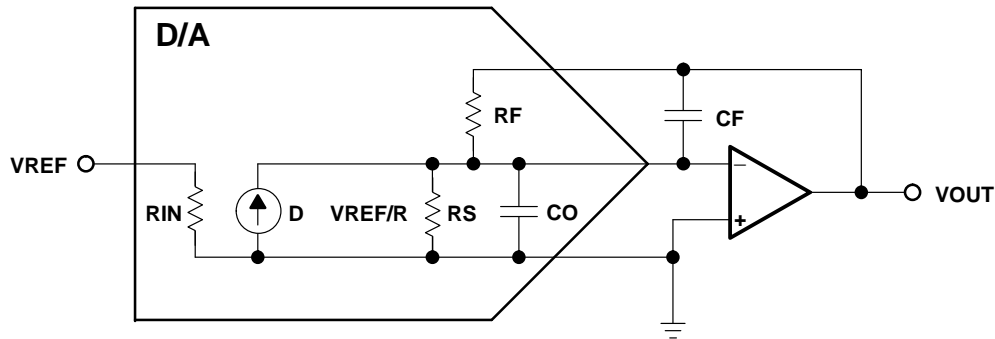 D/A
RF
CF
VREF
–
VOUT
RIN
D
VREF/R
RS
CO
+